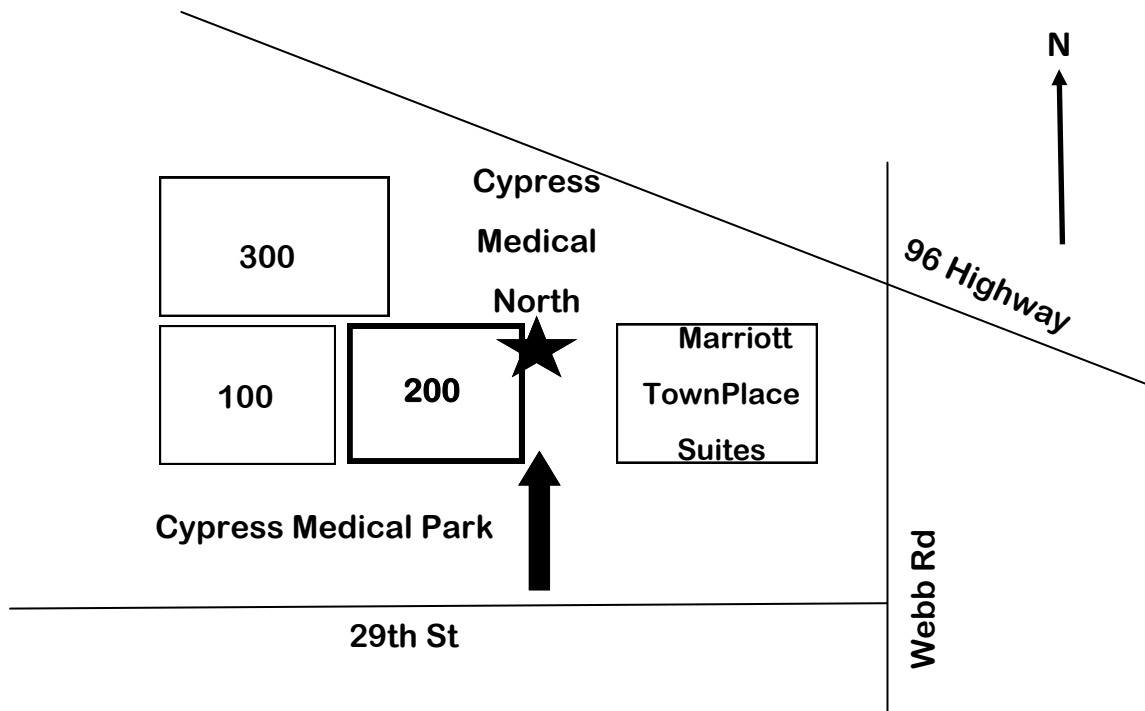 N
Cypress
Medical
North
96 Highway
300
Marriott
TownPlace
Suites
100
200
Cypress Medical Park
Webb Rd
29th St